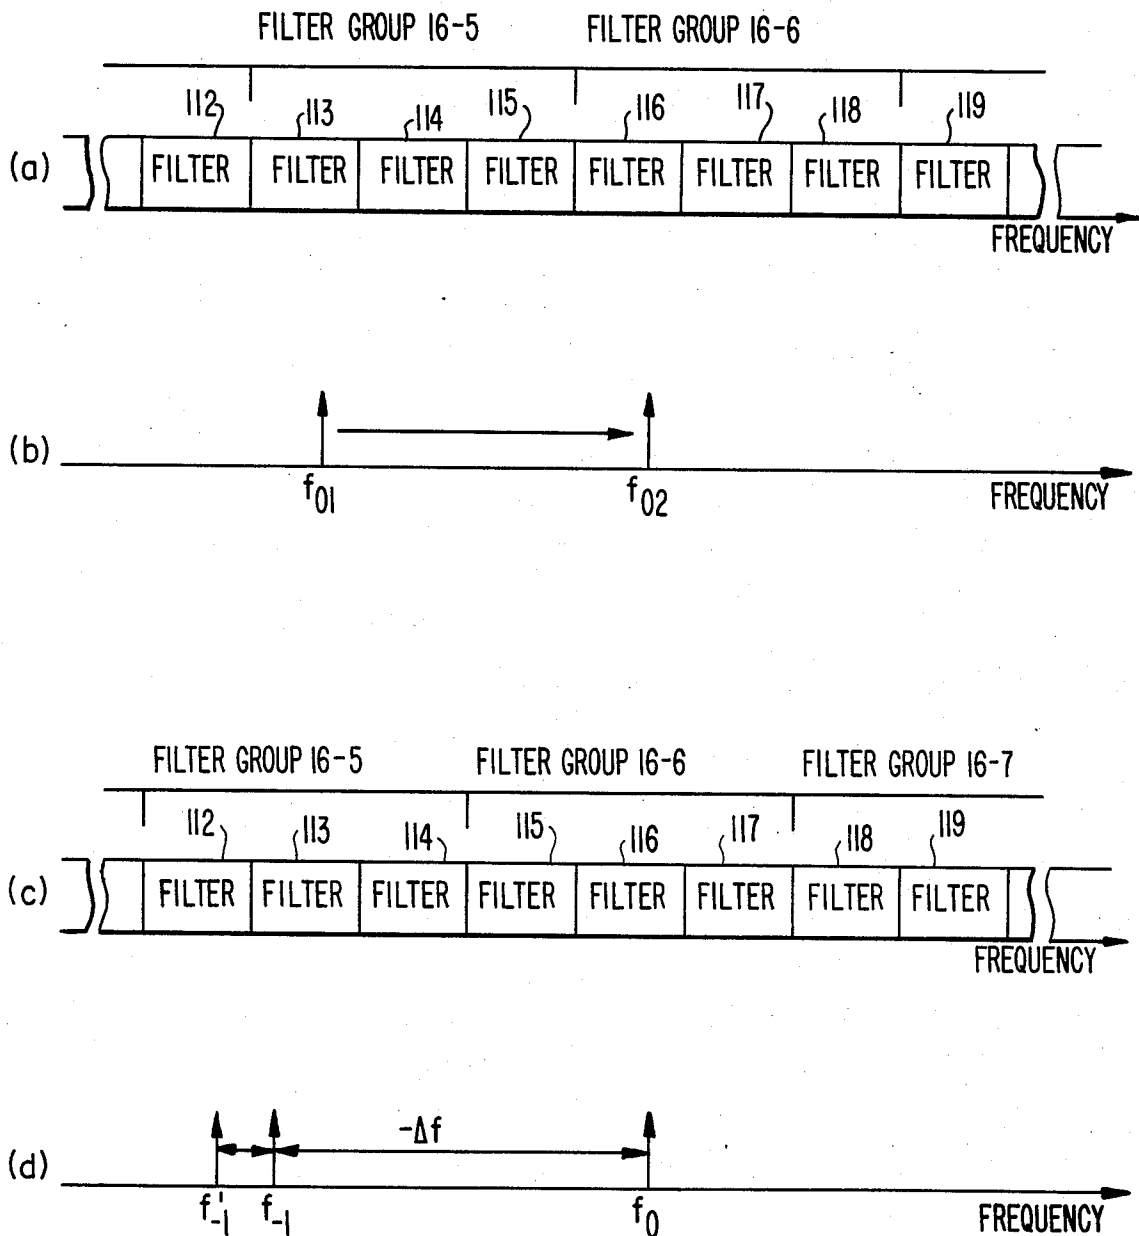 FILTER GROUP 16-5 FILTER GROUP 16-6
112 113 114 115 116 117 118 119
(a) FILTER FILTER FILTER FILTER FILTER FILTER FILTER FILTER
FREQUENCY
(b)
f01 f02 FREQUENCY
FILTER GROUP 16-5 FILTER GROUP 16-6 FILTER GROUP 16-7
112 113 114 115 116 117 118 119
(c) FILTER FILTER FILTER FILTER FILTER FILTER FILTER FILTER
FREQUENCY
-Δf
(d)
f'-1 f-1 f0 FREQUENCY